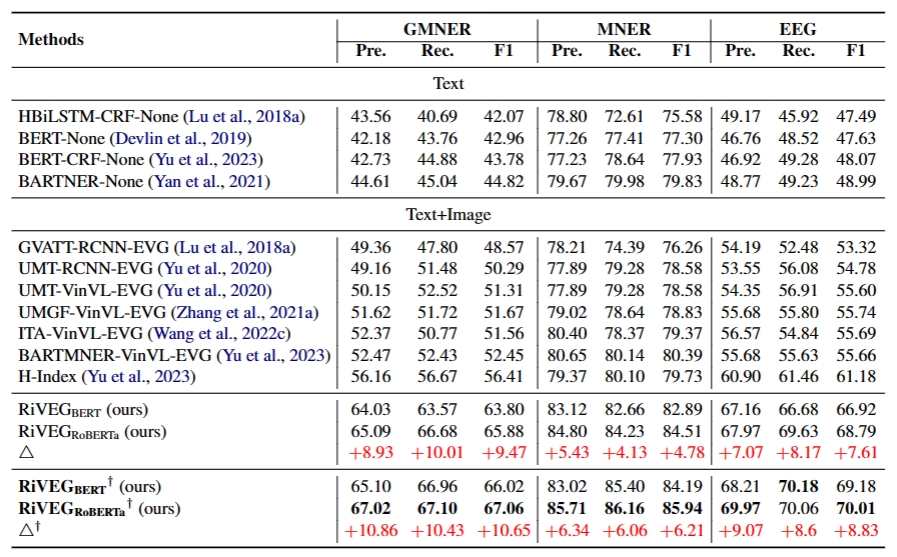 Methods GMNER MNER EEG
Pre. Rec. F1 Pre. Rec. F1 Pre. Rec. F1
Text
HBiLSTM-CRF-None (Lu et al., 2018a) 43.56 40.69 42.07 78.80 72.61 75.58 49.17 45.92 47.49
BERT-None (Devlin et al., 2019) 42.18 43.76 42.96 77.26 77.41 77.30 46.76 48.52 47.63
BERT-CRF-None (Yu et al., 2023) 42.73 44.88 43.78 77.23 78.64 77.93 46.92 49.28 48.07
BARTNER-None (Yan et al., 2021) 44.61 45.04 44.82 79.67 79.98 79.83 48.77 49.23 48.99
Text+Image
GVATT-RCNN-EVG (Lu et al., 2018a) 49.36 47.80 48.57 78.21 74.39 76.26 54.19 52.48 53.32
UMT-RCNN-EVG (Yu et al., 2020) 49.16 51.48 50.29 77.89 79.28 78.58 53.55 56.08 54.78
UMT-VinVL-EVG (Yu et al., 2020) 50.15 52.52 51.31 77.89 79.28 78.58 54.35 56.91 55.60
UMGF-VinVL-EVG (Zhang et al., 2021a) 51.62 51.72 51.67 79.02 78.64 78.83 55.68 55.80 55.74
ITA-VinVL-EVG (Wang et al., 2022c) 52.37 50.77 51.56 80.40 78.37 79.37 56.57 54.84 55.69
BARTMNER-VinVL-EVG (Yu et al., 2023) 52.47 52.43 52.45 80.65 80.14 80.39 55.68 55.63 55.66
H-Index (Yu et al., 2023) 56.16 56.67 56.41 79.37 80.10 79.73 60.90 61.46 61.18
RiVEGBERT (ours) 64.03 63.57 63.80 83.12 82.66 82.89 67.16 66.68 66.92
RiVEGRoBERTa (ours) 65.09 66.68 65.88 84.80 84.23 84.51 67.97 69.63 68.79
△ +8.93 +10.01 +9.47 +5.43 +4.13 +4.78 +7.07 +8.17 +7.61
RiVEGBERT† (ours) 65.10 66.96 66.02 83.02 85.40 84.19 68.21 70.18 69.18
RiVEGRoBERTa† (ours) 67.02 67.10 67.06 85.71 86.16 85.94 69.97 70.06 70.01
△† +10.86 +10.43 +10.65 +6.34 +6.06 +6.21 +9.07 +8.6 +8.83